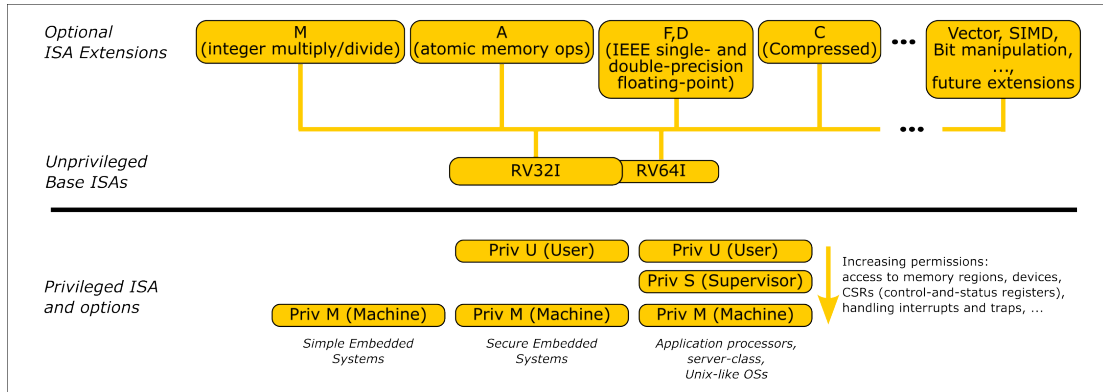 Optional
ISA Extensions
M
(integer multiply/divide)
A
(atomic memory ops)
F,D
(IEEE single- and
double-precision
floating-point)
C
(Compressed)
•••
Vector, SIMD,
Bit manipulation,
...,
future extensions
•••
Unprivileged
Base ISAs
RV32I
RV64I
Privileged ISA
and options
Priv U (User)
Priv U (User)
Priv S (Supervisor)
Priv M (Machine)
Priv M (Machine)
Priv M (Machine)
Increasing permissions:
access to memory regions, devices,
CSRs (control-and-status registers),
handling interrupts and traps, ...
Simple Embedded
Systems
Secure Embedded
Systems
Application processors,
server-class,
Unix-like OSs